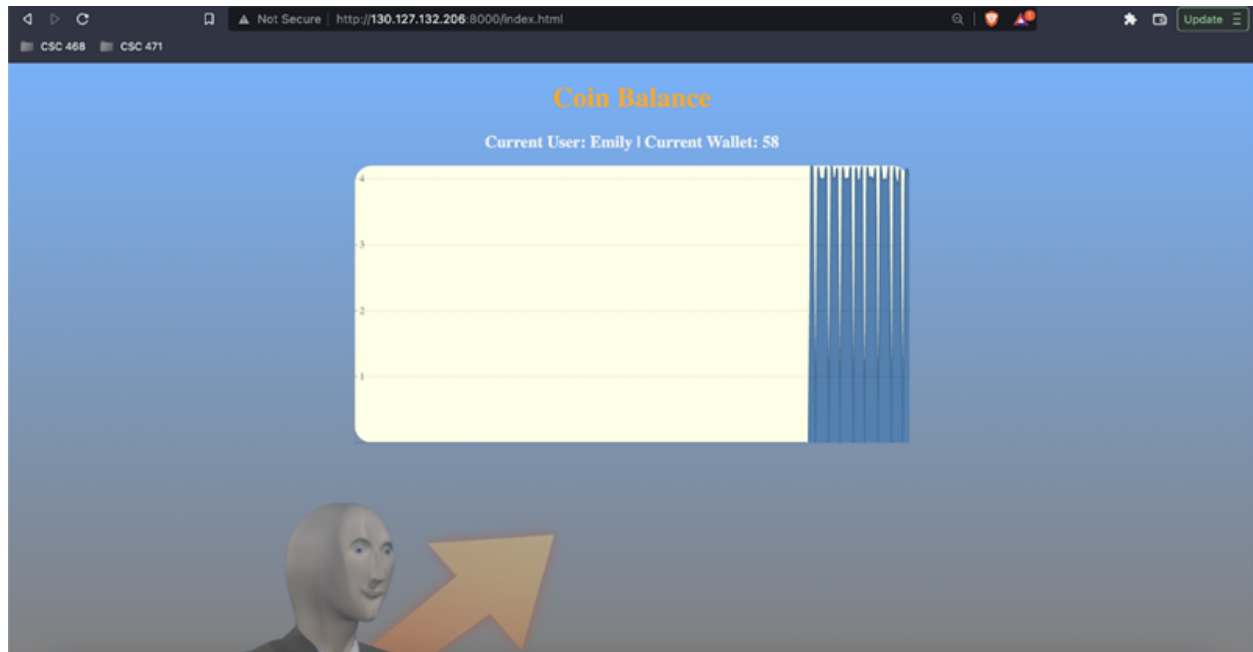 Not Secure | http://130.127.132.206:8000/index.html
Update
CSC 468 CSC 471
Coin Balance
Current User: Emily | Current Wallet: 58
4
3
2
1